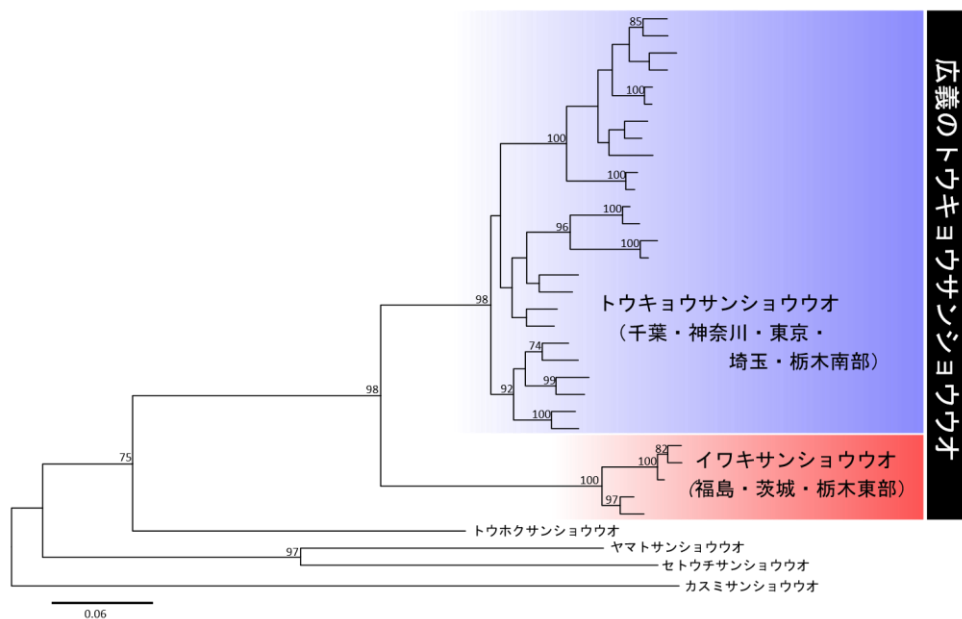 85
100
100
100
100
96
100
98
トウキョウサンショウウオ
(千葉・神奈川・東京・
埼玉・栃木南部)
74
99
92
100
98
広義のトウキョウサンショウウオ
82
100
イワキサンショウウオ
(福島・茨城・栃木東部)
100
97
75
トウホクサンショウウオ
97
ヤマトサンショウウオ
セトウチサンショウウオ
カスミサンショウウオ
0.06